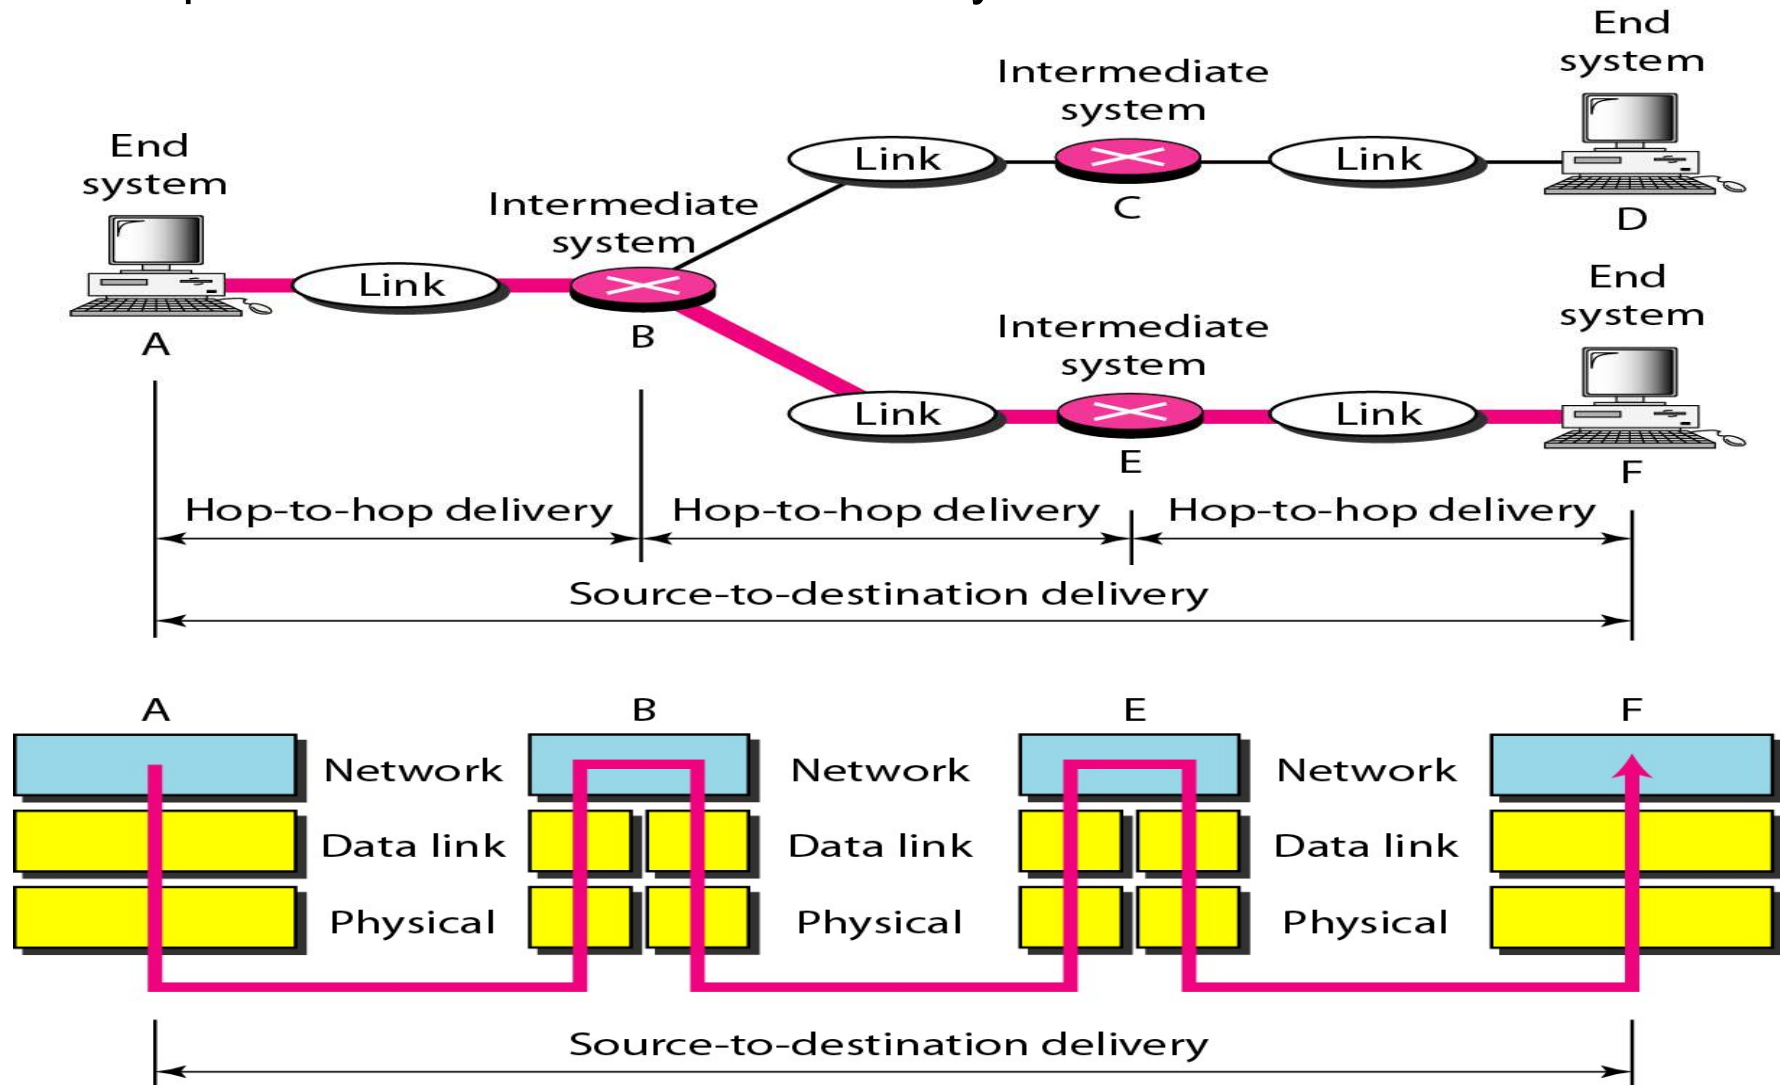 End
system
D
Intermediate
system
C
Link
Link
End
system
A
Intermediate
system
B
Link
End
system
F
Intermediate
system
E
Link
Link
Hop-to-hop delivery
Hop-to-hop delivery
Hop-to-hop delivery
Source-to-destination delivery
A
B
E
F
Network
Network
Network
Data link
Data link
Data link
Physical
Physical
Physical
Source-to-destination delivery